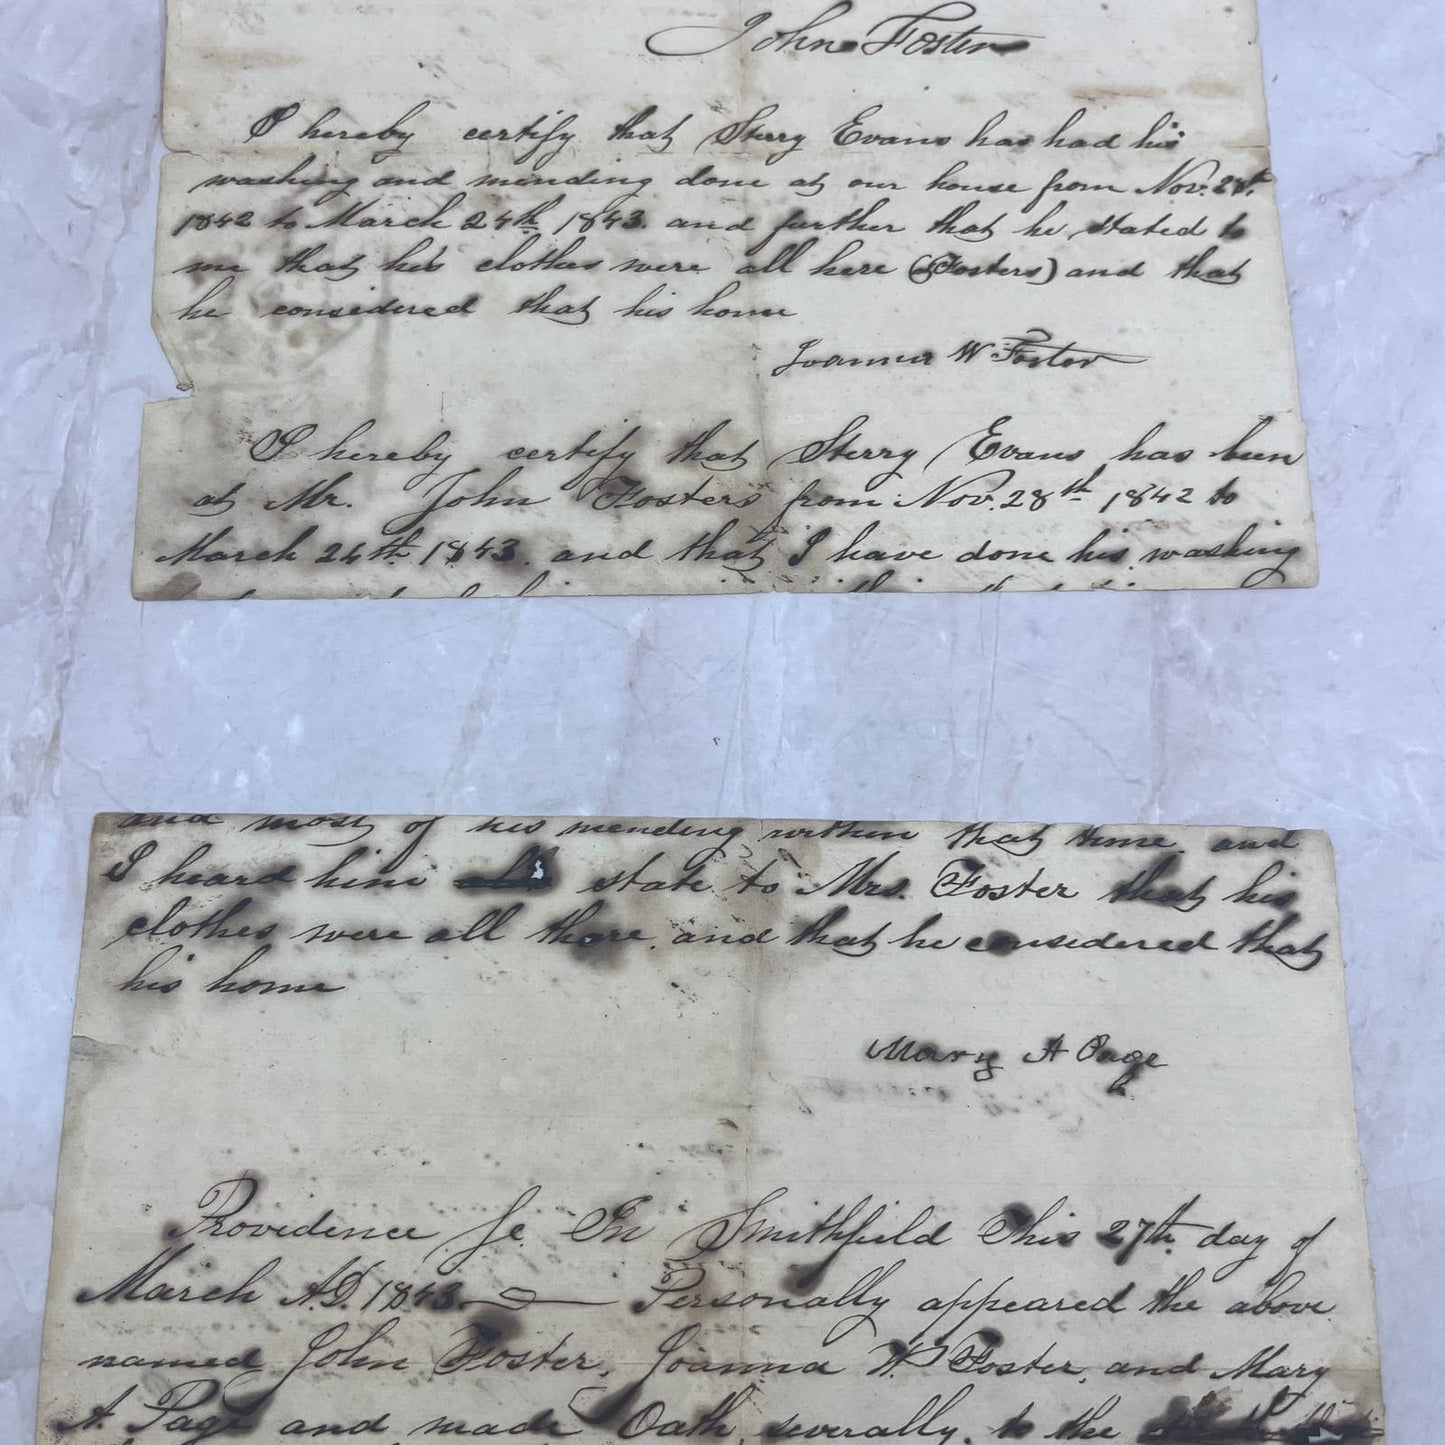 John Foster
I hereby certify that Sterry Evans has had his
washing and mending done at our house from Nov. 28th
1842 to March 24th 1843. and further that he stated to
me that his clothes were all here (Fosters) and that
he considered that his home
Joanna W Foster
I hereby certify that Sterry Evans has been
at Mr. John Fosters from Nov. 28th 1842 to
March 24th 1843. and that I have done his washing
and most of his mending within that time. and
I heard him state to Mrs. Foster that his
clothes were all there. and that he considered that
his home
Mary A Page
Providence Sc. In Smithfield This 27th day of
March A.D. 1843. Personally appeared the above
named John Foster, Joanna W. Foster, and Mary
A. Page and made Oath, severally, to the